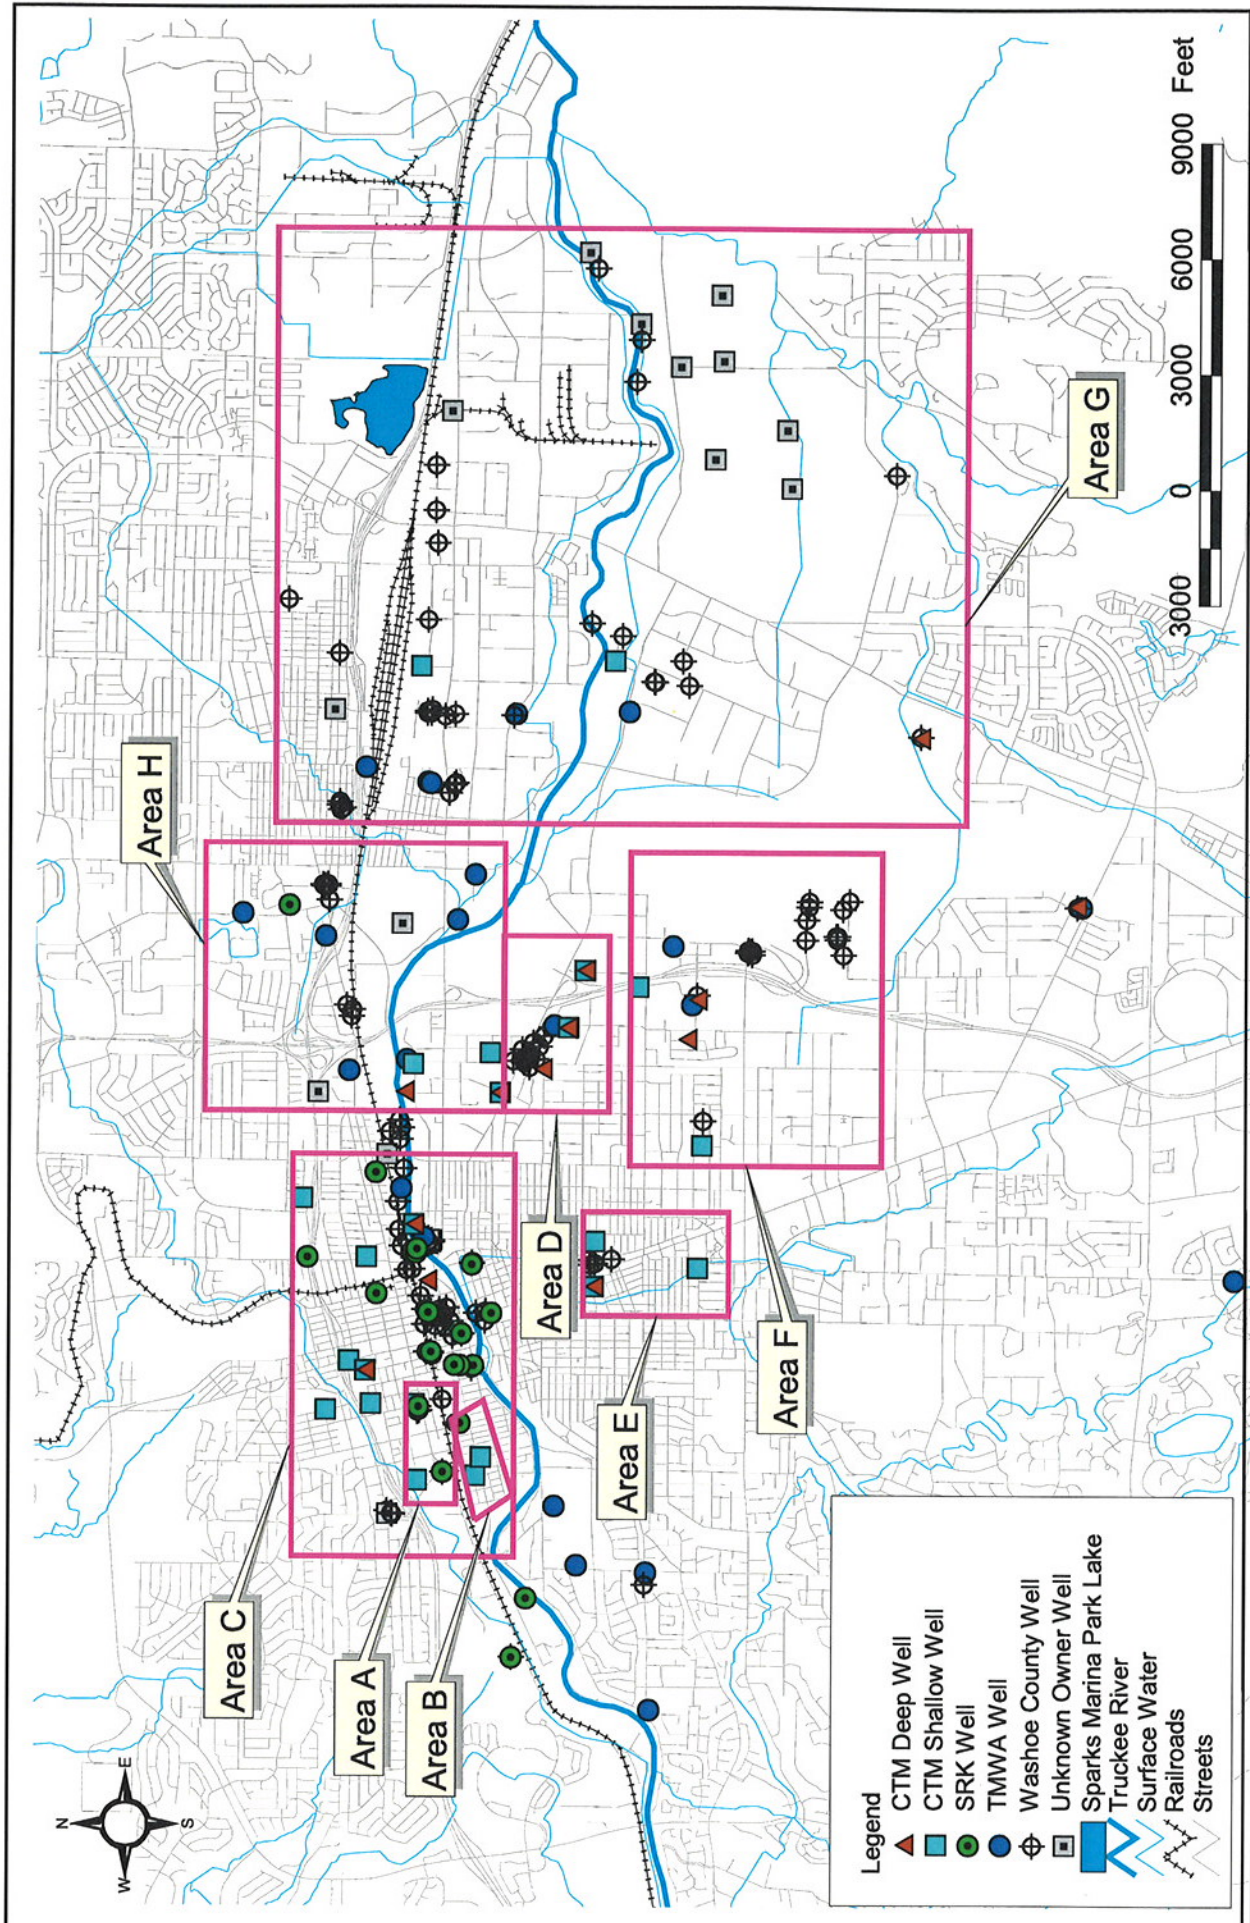 N
W
E
S
Area C
Area A
Area B
Area H
Area D
Area E
Area F
Area G
Legend
CTM Deep Well
CTM Shallow Well
SRK Well
TMWA Well
Washoe County Well
Unknown Owner Well
Sparks Marina Park Lake
Truckee River
Surface Water
Railroads
Streets
3000 0 3000 6000 9000 Feet